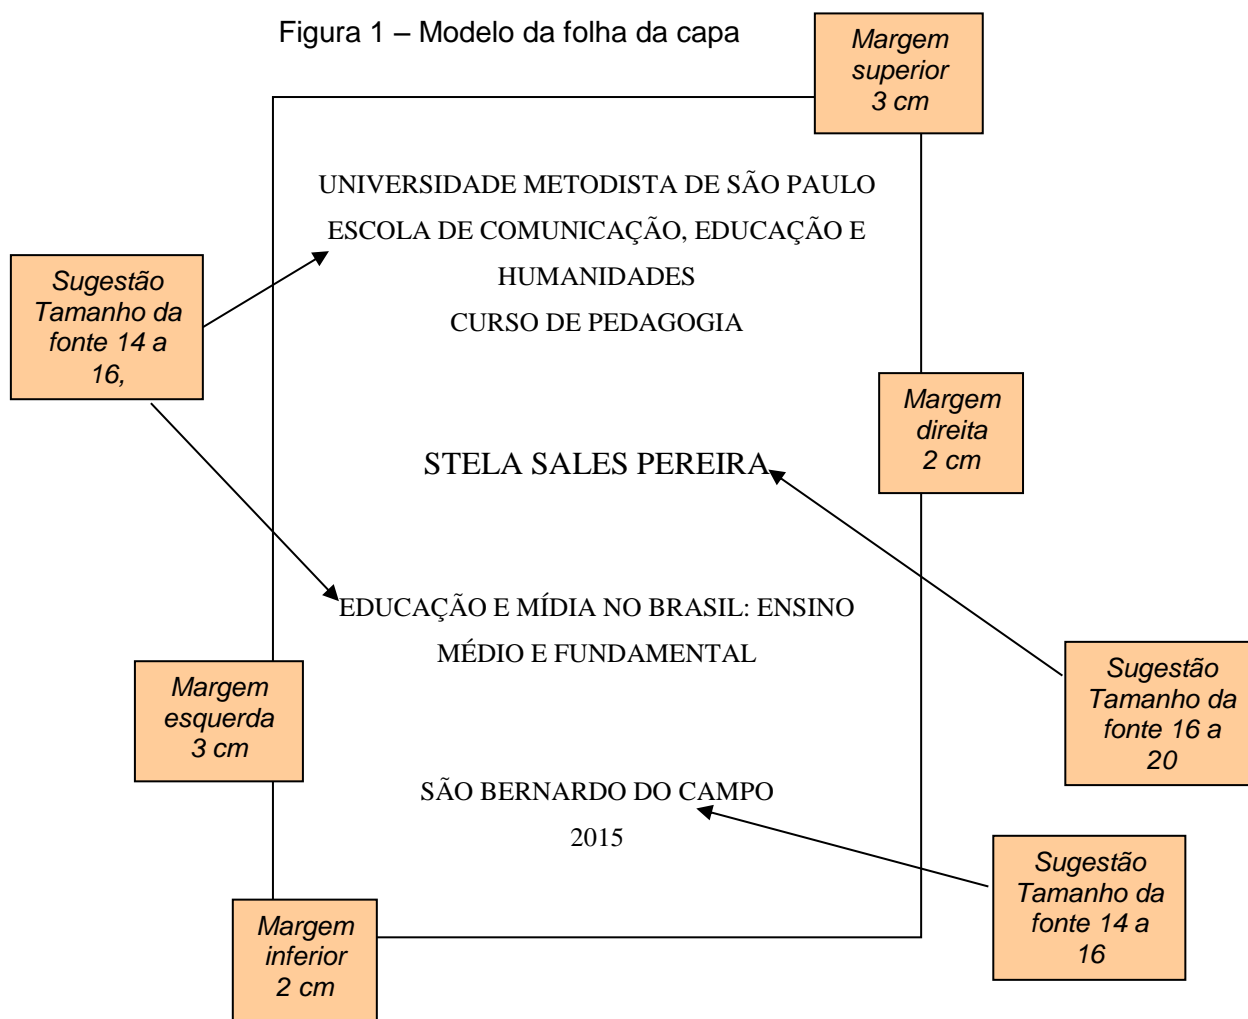 Figura 1 – Modelo da folha da capa
Margem
superior
3 cm
UNIVERSIDADE METODISTA DE SÃO PAULO
ESCOLA DE COMUNICAÇÃO, EDUCAÇÃO E
HUMANIDADES
CURSO DE PEDAGOGIA
Sugestão
Tamanho da
fonte 14 a
16,
Margem
direita
2 cm
STELA SALES PEREIRA
EDUCAÇÃO E MÍDIA NO BRASIL: ENSINO
MÉDIO E FUNDAMENTAL
Margem
esquerda
3 cm
Sugestão
Tamanho da
fonte 16 a
20
SÃO BERNARDO DO CAMPO
2015
Sugestão
Tamanho da
fonte 14 a
16
Margem
inferior
2 cm